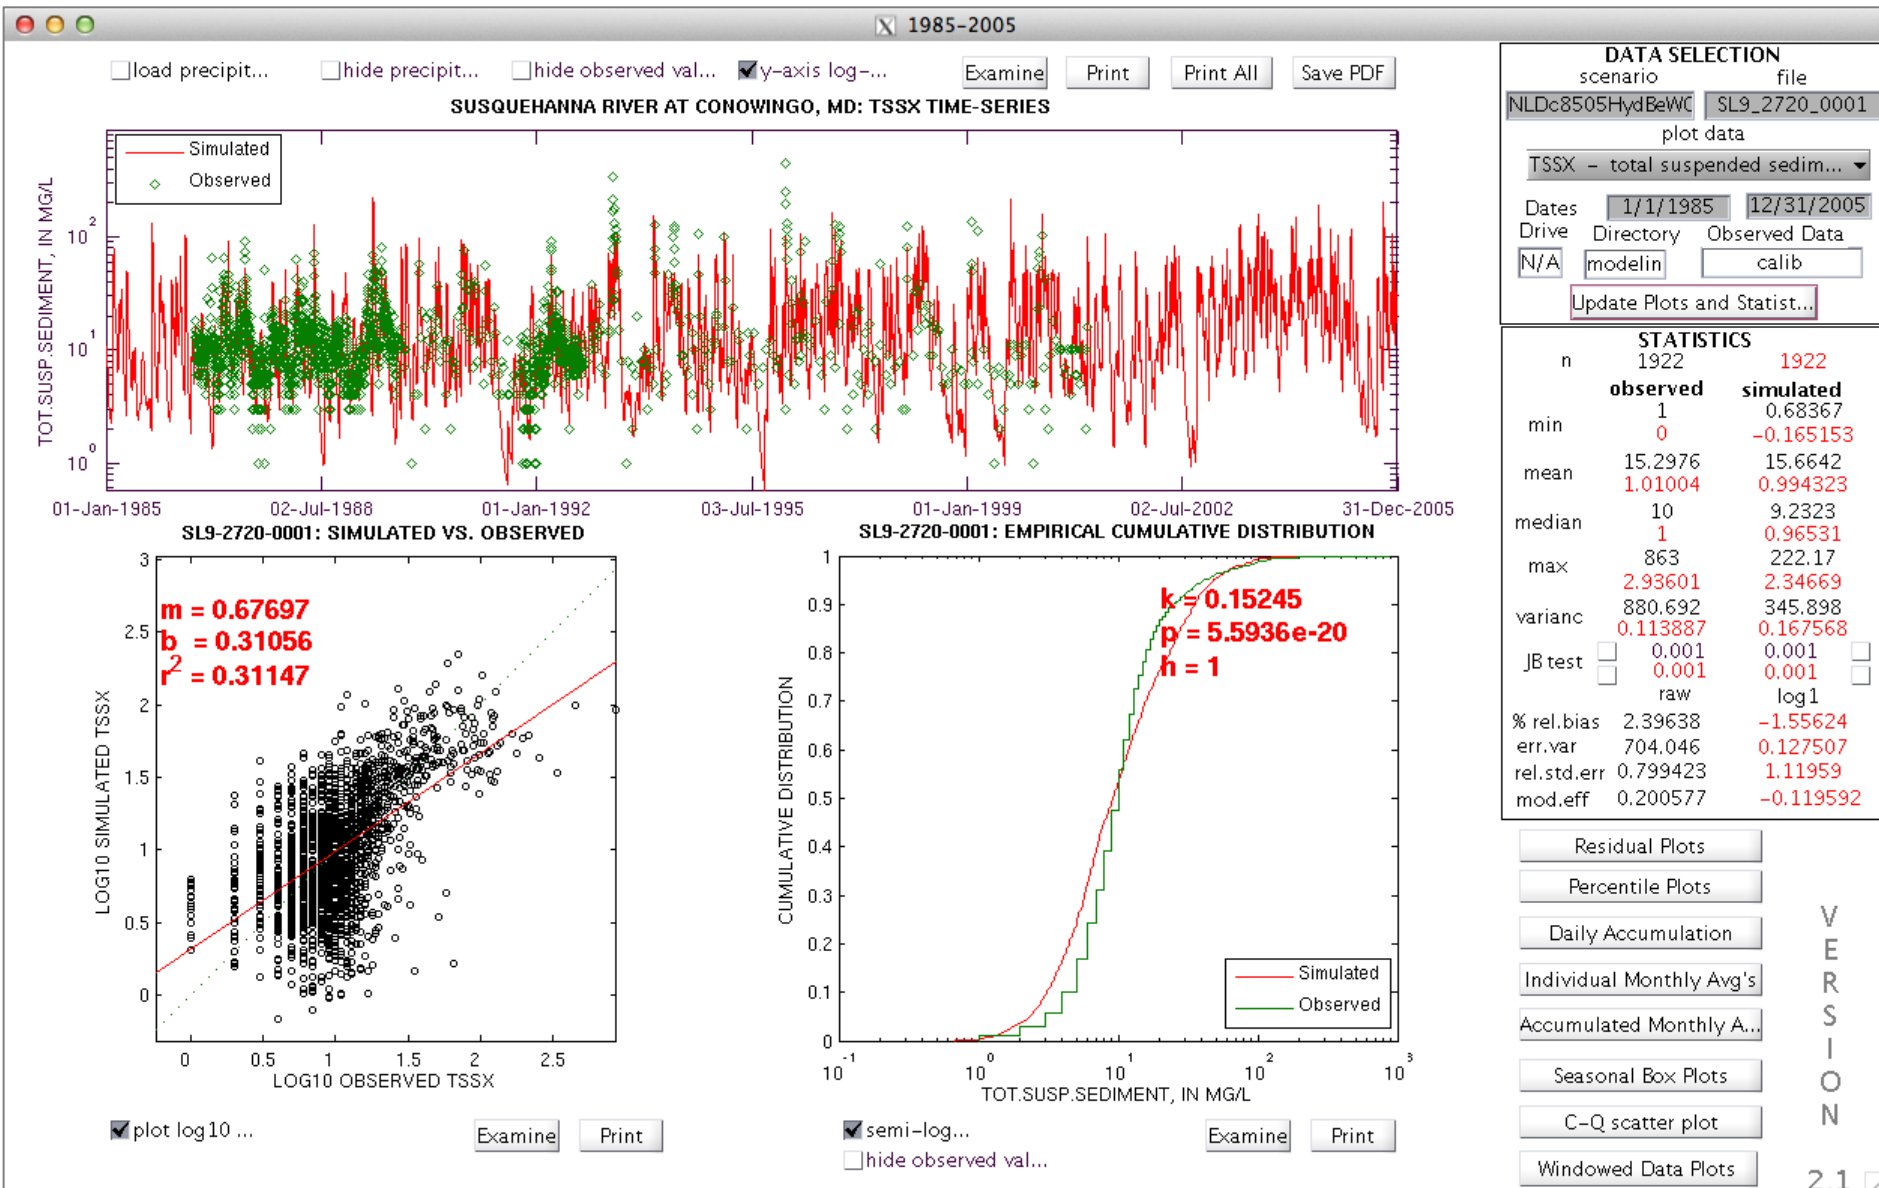 1985-2005
load precipit...
hide precipit...
hide observed val...
y-axis log-...
Examine
Print
Print All
Save PDF
SUSQUEHANNA RIVER AT CONOWINGO, MD: TSSX TIME-SERIES
TOT.SUSP.SEDIMENT, IN MG/L
Simulated
Observed
10^2
10^1
10^0
01-Jan-1985
02-Jul-1988
01-Jan-1992
03-Jul-1995
01-Jan-1999
02-Jul-2002
31-Dec-2005
SL9-2720-0001: SIMULATED VS. OBSERVED
LOG10 SIMULATED TSSX
3
2.5
2
1.5
1
0.5
0
m = 0.67697
b = 0.31056
r^2 = 0.31147
0
0.5
1
1.5
2
2.5
LOG10 OBSERVED TSSX
plot log10 ...
Examine
Print
SL9-2720-0001: EMPIRICAL CUMULATIVE DISTRIBUTION
CUMULATIVE DISTRIBUTION
1
0.9
0.8
0.7
0.6
0.5
0.4
0.3
0.2
0.1
0
k = 0.15245
p = 5.5936e-20
h = 1
Simulated
Observed
10^-1
10^0
10^1
10^2
10^3
TOT.SUSP.SEDIMENT, IN MG/L
semi-log...
hide observed val...
Examine
Print
DATA SELECTION
scenario file
NLDc8505HydBeWC SL9_2720_0001
plot data
TSSX - total suspended sedim...
Dates 1/1/1985 12/31/2005
Drive Directory Observed Data
N/A modelin calib
Update Plots and Statist...
STATISTICS
n 1922 1922
observed simulated
min 1 0.68367
0 -0.165153
mean 15.2976 15.6642
1.01004 0.994323
median 10 9.2323
1 0.96531
max 863 222.17
2.93601 2.34669
varianc 880.692 345.898
0.113887 0.167568
JB test 0.001 0.001
0.001 0.001
raw log1
% rel.bias 2.39638 -1.55624
err.var 704.046 0.127507
rel.std.err 0.799423 1.11959
mod.eff 0.200577 -0.119592
Residual Plots
Percentile Plots
Daily Accumulation
Individual Monthly Avg's
Accumulated Monthly A...
Seasonal Box Plots
C-Q scatter plot
Windowed Data Plots
VERSION
2.1